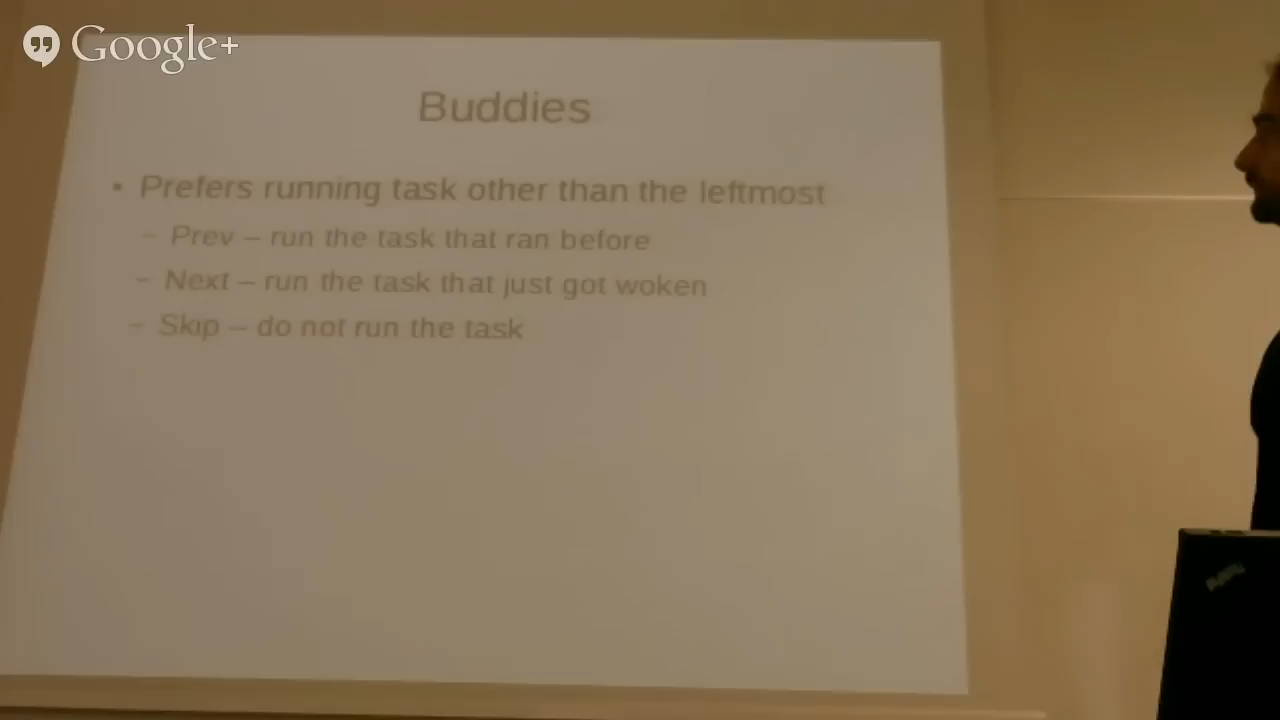 Google+
Buddies
• Prefers running task other than the leftmost
– Prev – run the task that ran before
– Next – run the task that just got woken
– Skip – do not run the task